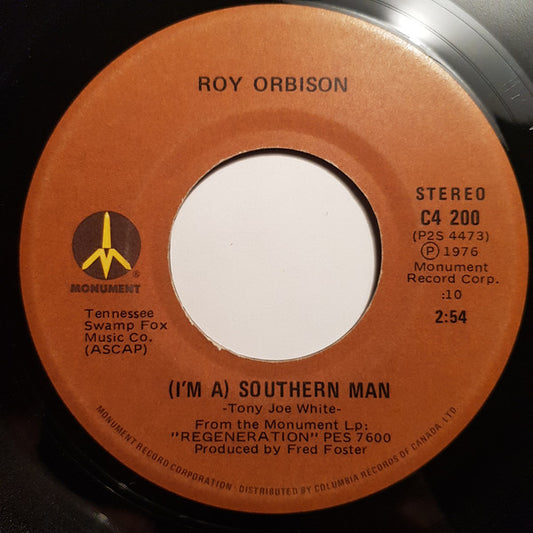 ROY ORBISON
STEREO
C4 200
(P2S 4473)
Ⓟ 1976
Monument
Record Corp.
:10
2:54
®
MONUMENT
Tennessee
Swamp Fox
Music Co.
(ASCAP)
(I'M A) SOUTHERN MAN
-Tony Joe White-
From the Monument Lp:
"REGENERATION" PES 7600
Produced by Fred Foster
MONUMENT RECORD CORPORATION - DISTRIBUTED BY COLUMBIA RECORDS OF CANADA, LTD